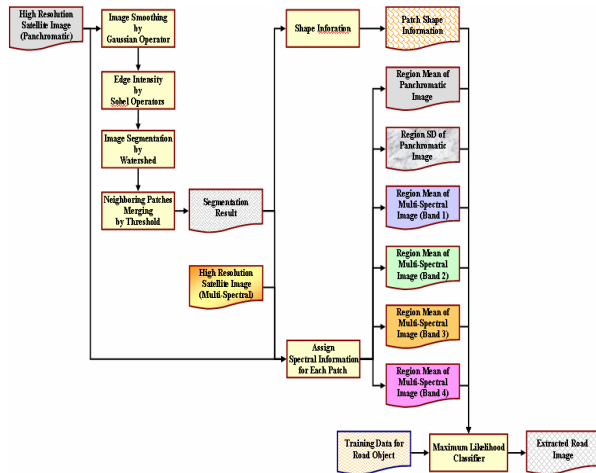 High Resolution
Satellite Image
(Panchromatic)
Image Smoothing
by
Gaussian Operator
Edge Intensity
by
Sobel Operators
Image Segmentation
by
Watershed
Neighboring Patches
Merging
by Threshold
Segmentation
Result
High Resolution
Satellite Image
(Multi-Spectral)
Shape Inforation
Assign
Spectral Information
for Each Patch
Patch Shape
Information
Region Mean of
Panchromatic
Image
Region SD of
Panchromatic
Image
Region Mean of
Multi-Spectral
Image (Band 1)
Region Mean of
Multi-Spectral
Image (Band 2)
Region Mean of
Multi-Spectral
Image (Band 3)
Region Mean of
Multi-Spectral
Image (Band 4)
Training Data for
Road Object
Maximum Likelihood
Classifier
Extracted Road
Image